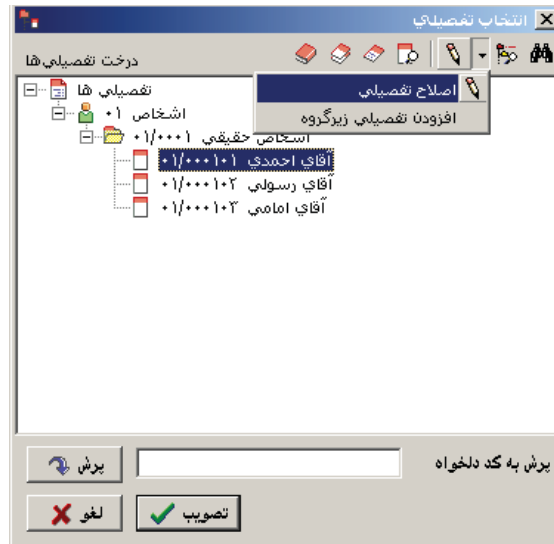 انتخاب تفصيلي
درخت تفصيلي‌ها
اصلاح تفصيلي
افزودن تفصيلي زيرگروه
تفصيلي ها
اشخاص ۰۱
اشخاص حقيقي ۰۱/۰۰۰۱
آقاي احمدي ۰۱/۰۰۰۱۰۱
آقاي رسولي ۰۱/۰۰۰۱۰۲
آقاي امامي ۰۱/۰۰۰۱۰۳
پرش به کد دلخواه
پرش
تصويب
لغو